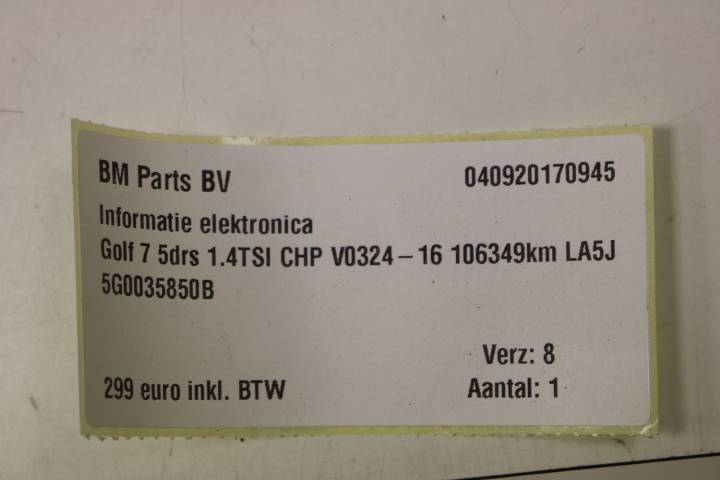 BM Parts BV 040920170945
Informatie elektronica
Golf 7 5drs 1.4TSI CHP V0324-16 106349km LA5J
5G0035850B
Verz: 8
299 euro inkl. BTW Aantal: 1